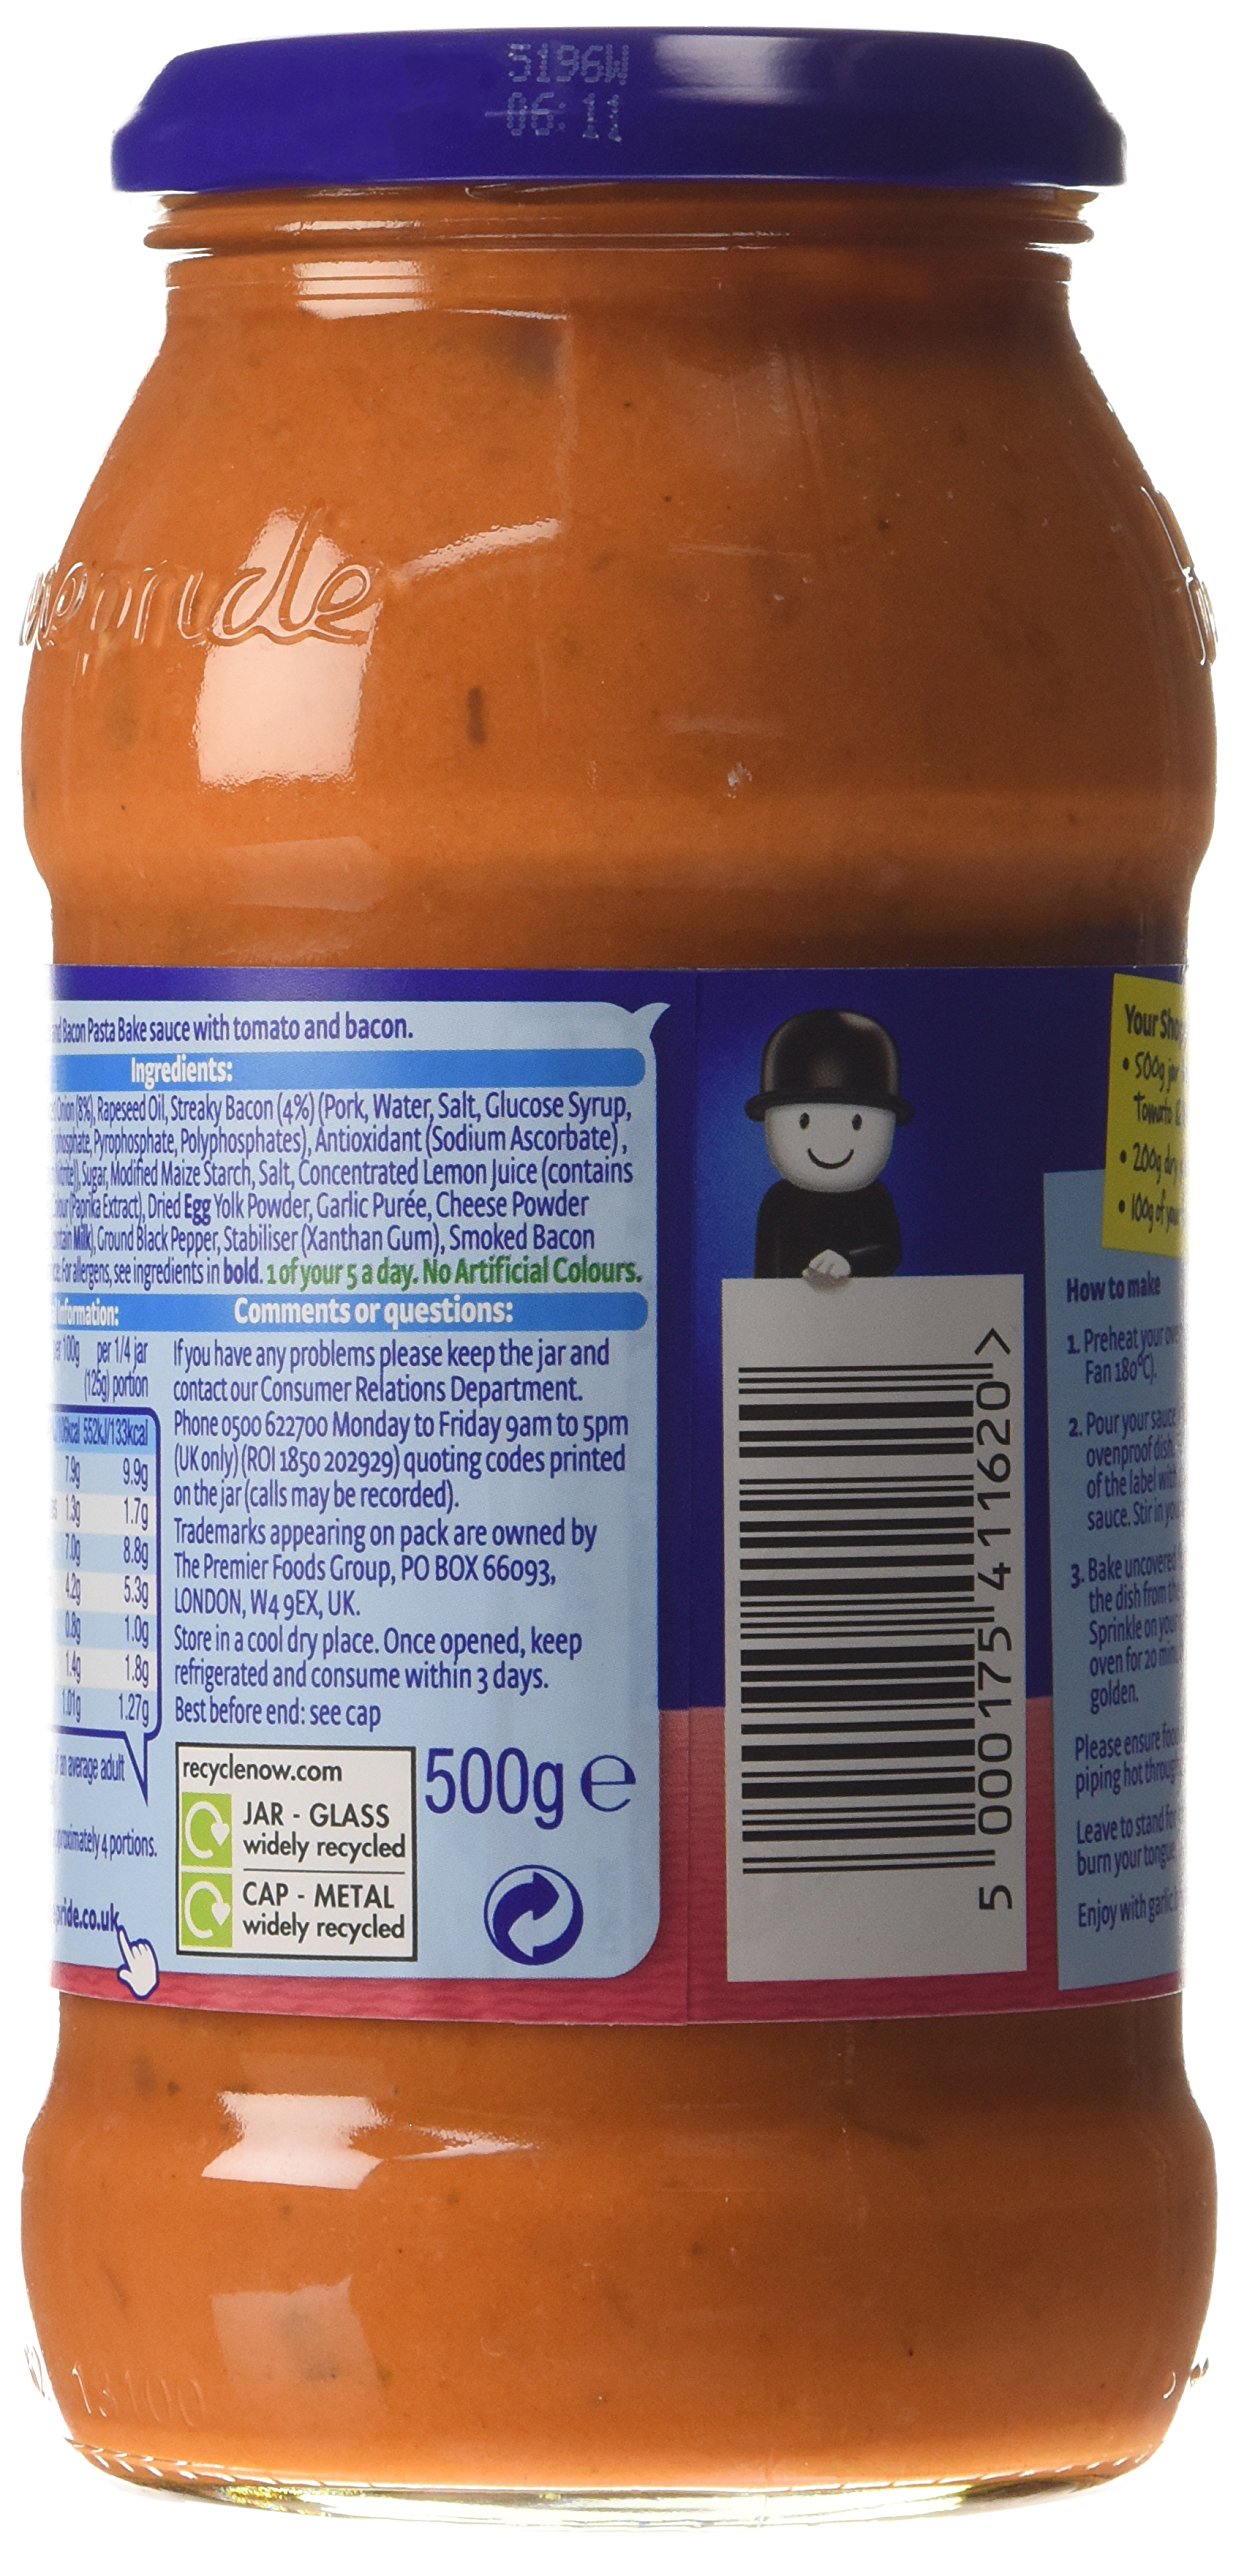 5196W
06:11
and Bacon Pasta Bake sauce with tomato and bacon.
Ingredients:
Onion (8%), Rapeseed Oil, Streaky Bacon (4%) (Pork, Water, Salt, Glucose Syrup,
Pyrophosphate, Polyphosphates), Antioxidant (Sodium Ascorbate),
Sugar, Modified Maize Starch, Salt, Concentrated Lemon Juice (contains
(Paprika Extract), Dried Egg Yolk Powder, Garlic Purée, Cheese Powder
Milk), Ground Black Pepper, Stabiliser (Xanthan Gum), Smoked Bacon
For allergens, see ingredients in bold. 1 of your 5 a day. No Artificial Colours.
Information:
per 1/4 jar
(125g) portion
552kJ/133kcal
7.9g 9.9g
1.3g 1.7g
7.0g 8.8g
4.2g 5.3g
0.8g 1.0g
1.4g 1.8g
1.01g 1.27g
an average adult
4 portions.
Comments or questions:
If you have any problems please keep the jar and
contact our Consumer Relations Department.
Phone 0500 622700 Monday to Friday 9am to 5pm
(UK only) (ROI 1850 202929) quoting codes printed
on the jar (calls may be recorded).
Trademarks appearing on pack are owned by
The Premier Foods Group, PO BOX 66093,
LONDON, W4 9EX, UK.
Store in a cool dry place. Once opened, keep
refrigerated and consume within 3 days.
Best before end: see cap
recyclenow.com
JAR - GLASS
widely recycled
CAP - METAL
widely recycled
500g e
5 000175 411620 >
Your
• 500g
Tomato
• 200g dry
• 100g of
How to make
1. Preheat your
Fan 180°C).
2. Pour your sauce
ovenproof dish.
of the label with
sauce. Stir in
3. Bake uncovered
the dish from
Sprinkle on
oven for 20
golden.
Please ensure
piping hot
Leave to stand
burn your tongue
Enjoy with garlic